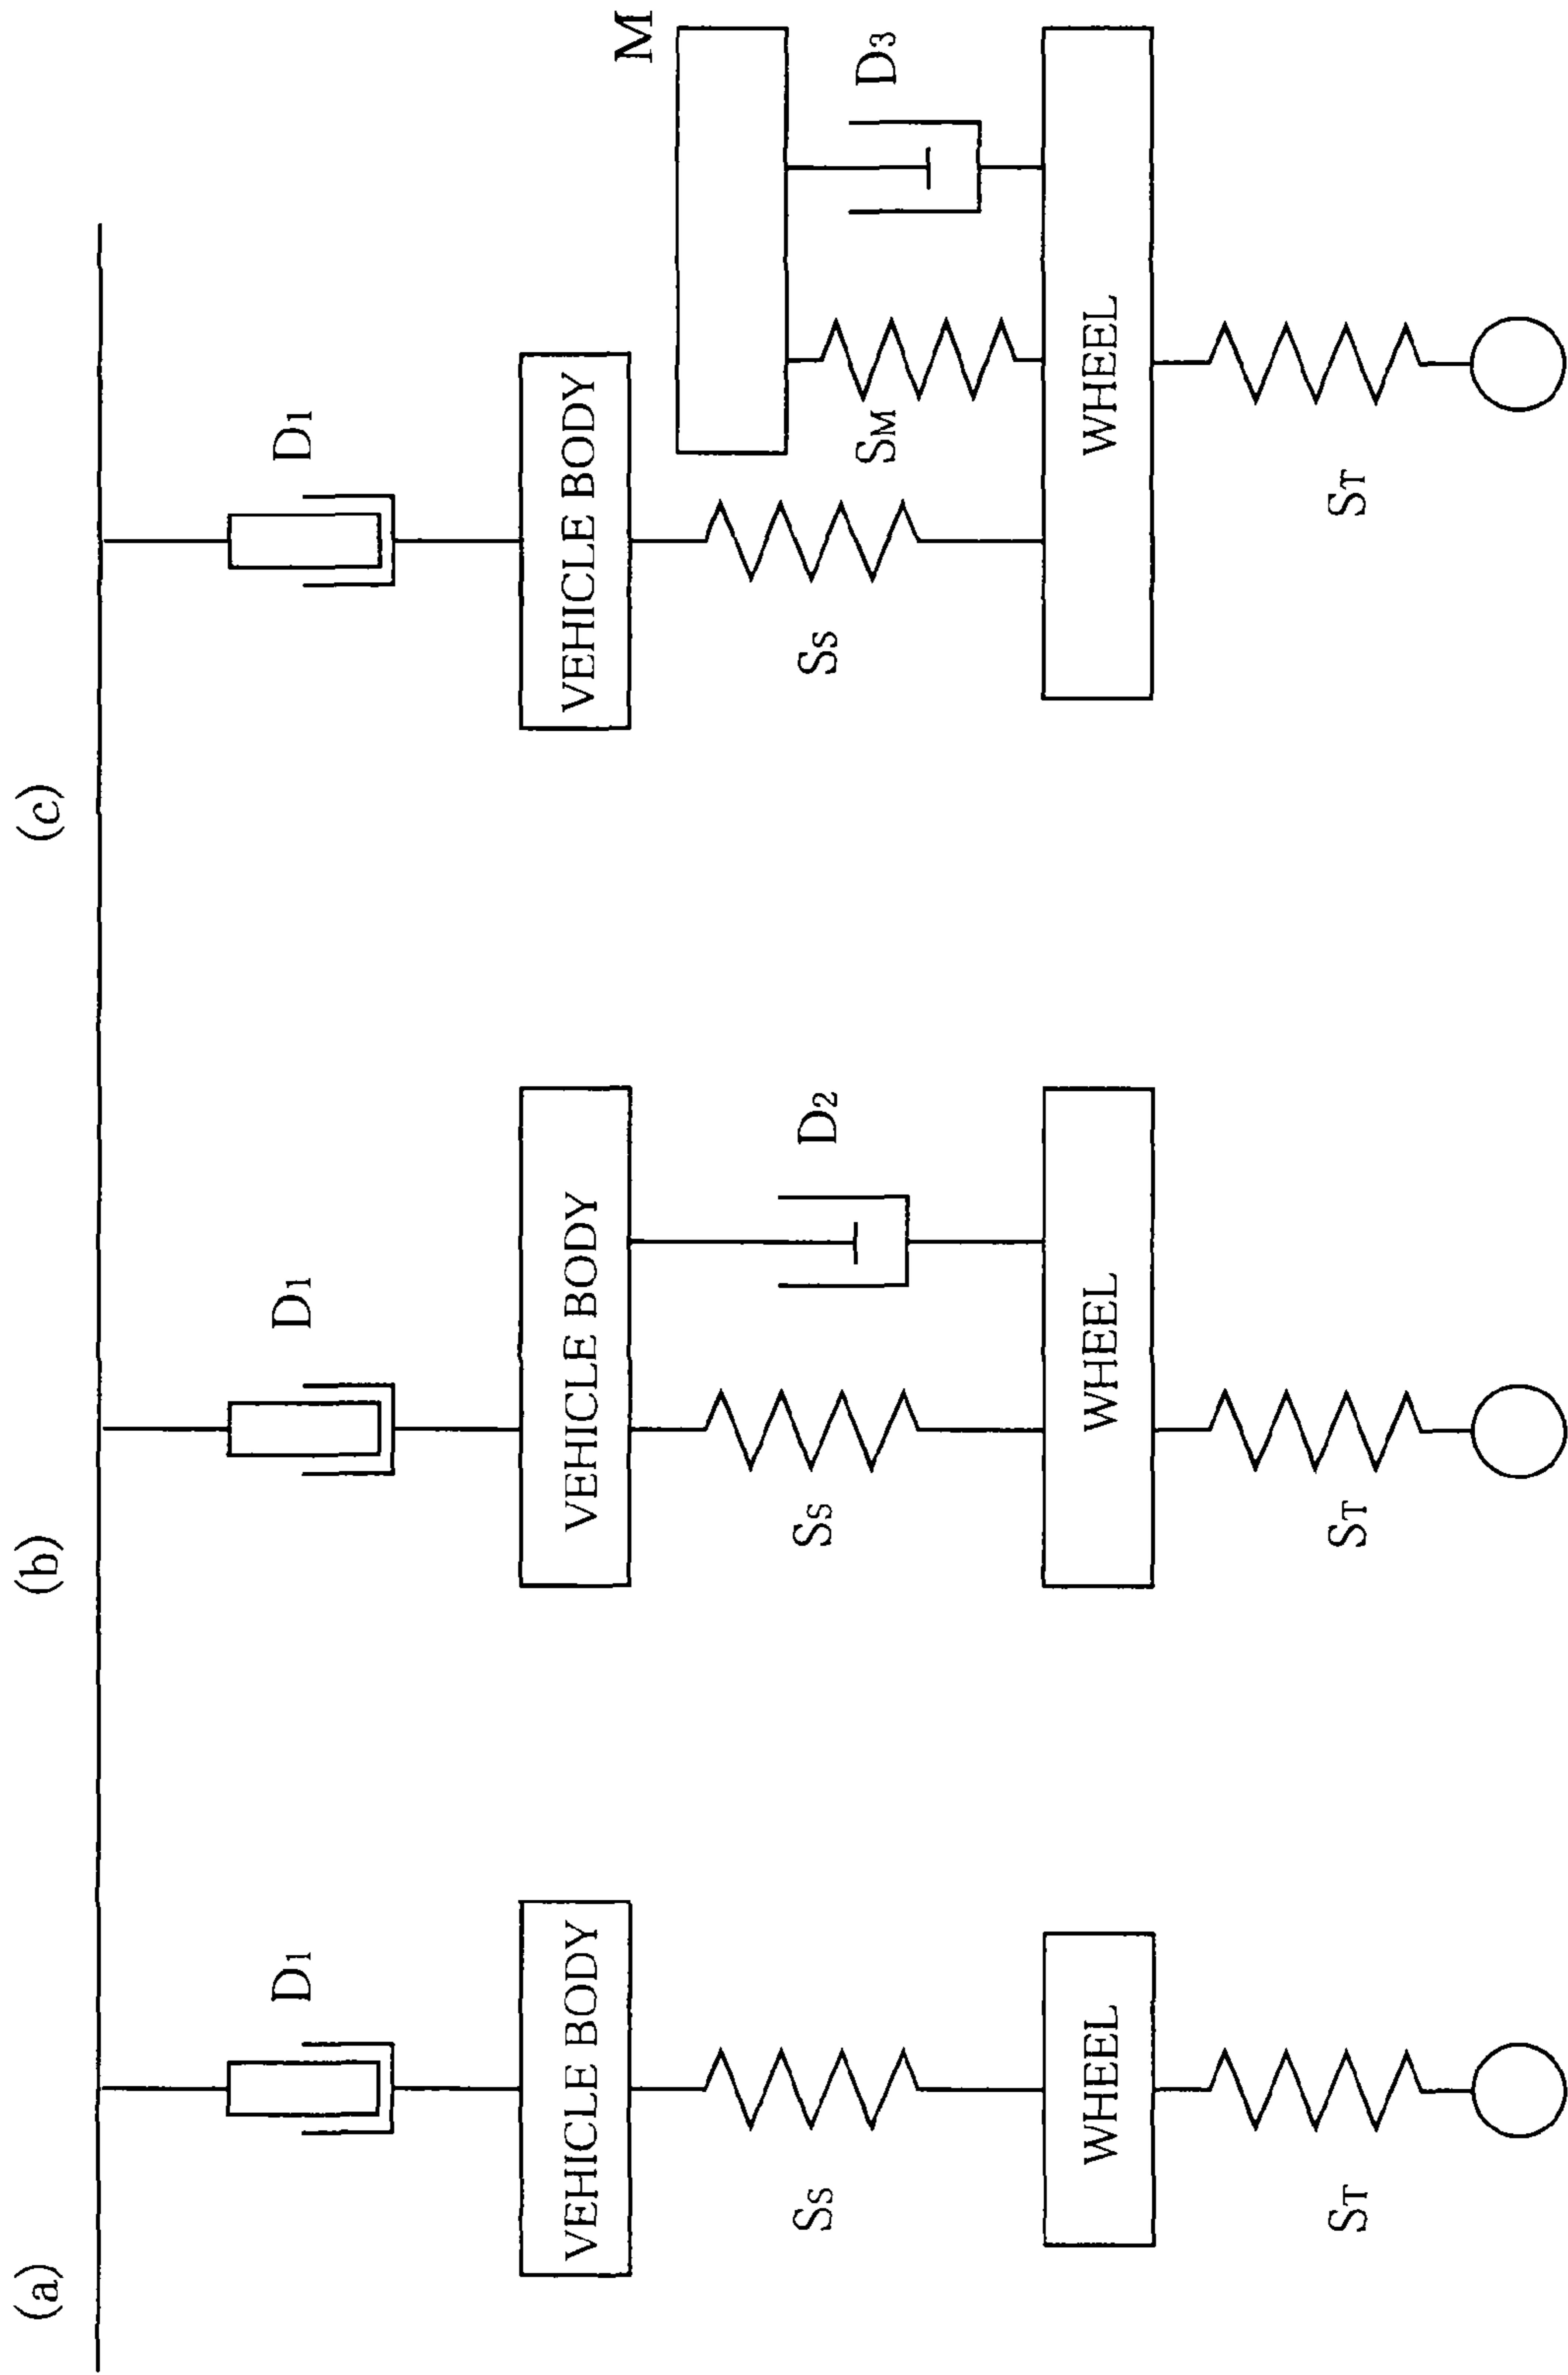 (a)
D1
VEHICLE BODY
SS
WHEEL
ST
(b)
D1
VEHICLE BODY
SS
D2
WHEEL
ST
(c)
D1
VEHICLE BODY
SS
M
SM
D3
WHEEL
ST